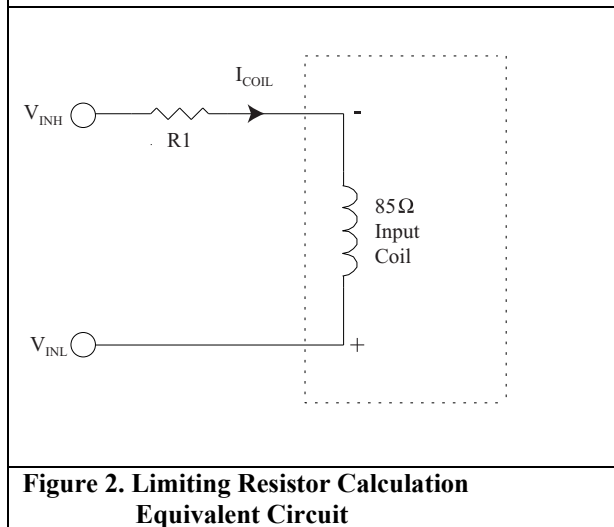 I_COIL
V_INH
-
R1
85Ω
Input
Coil
V_INL
+
Figure 2. Limiting Resistor Calculation
Equivalent Circuit